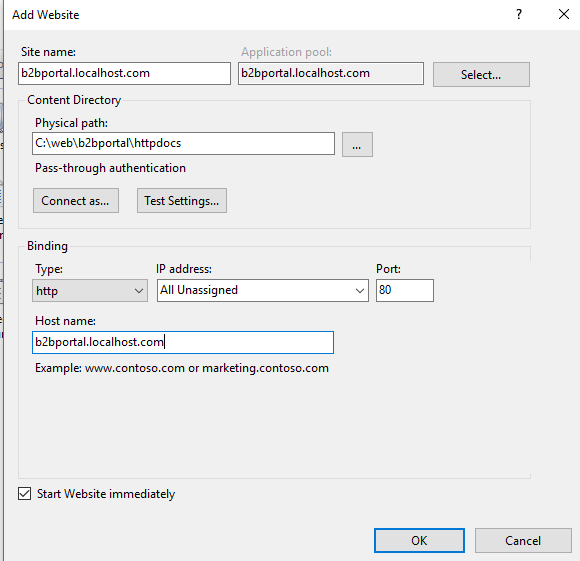 Add Website
?
Site name:
Application pool:
b2bportal.localhost.com
b2bportal.localhost.com
Select...
Content Directory
Physical path:
C:\web\b2bportal\httpdocs
...
Pass-through authentication
Connect as...
Test Settings...
Binding
Type:
IP address:
Port:
http
All Unassigned
80
Host name:
b2bportal.localhost.com
Example: www.contoso.com or marketing.contoso.com
Start Website immediately
OK
Cancel